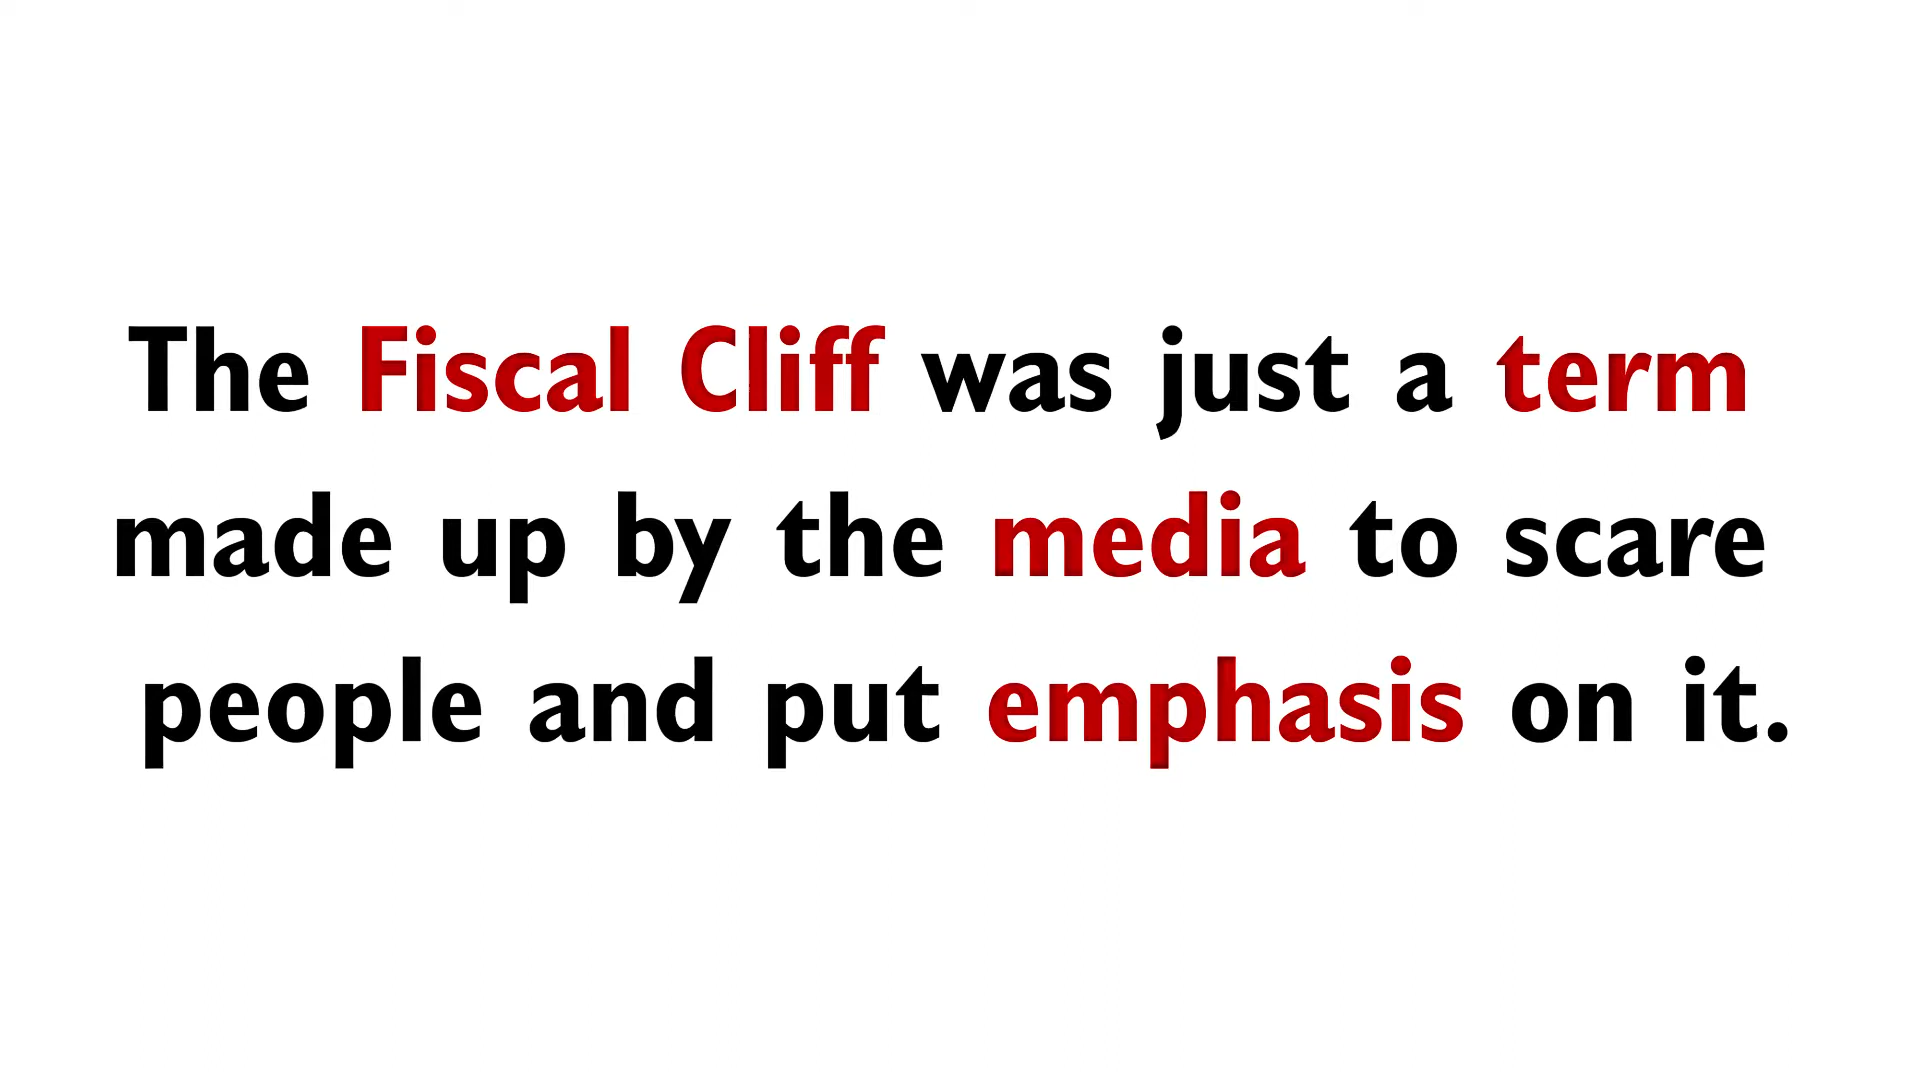 The Fiscal Cliff was just a term
made up by the media to scare
people and put emphasis on it.